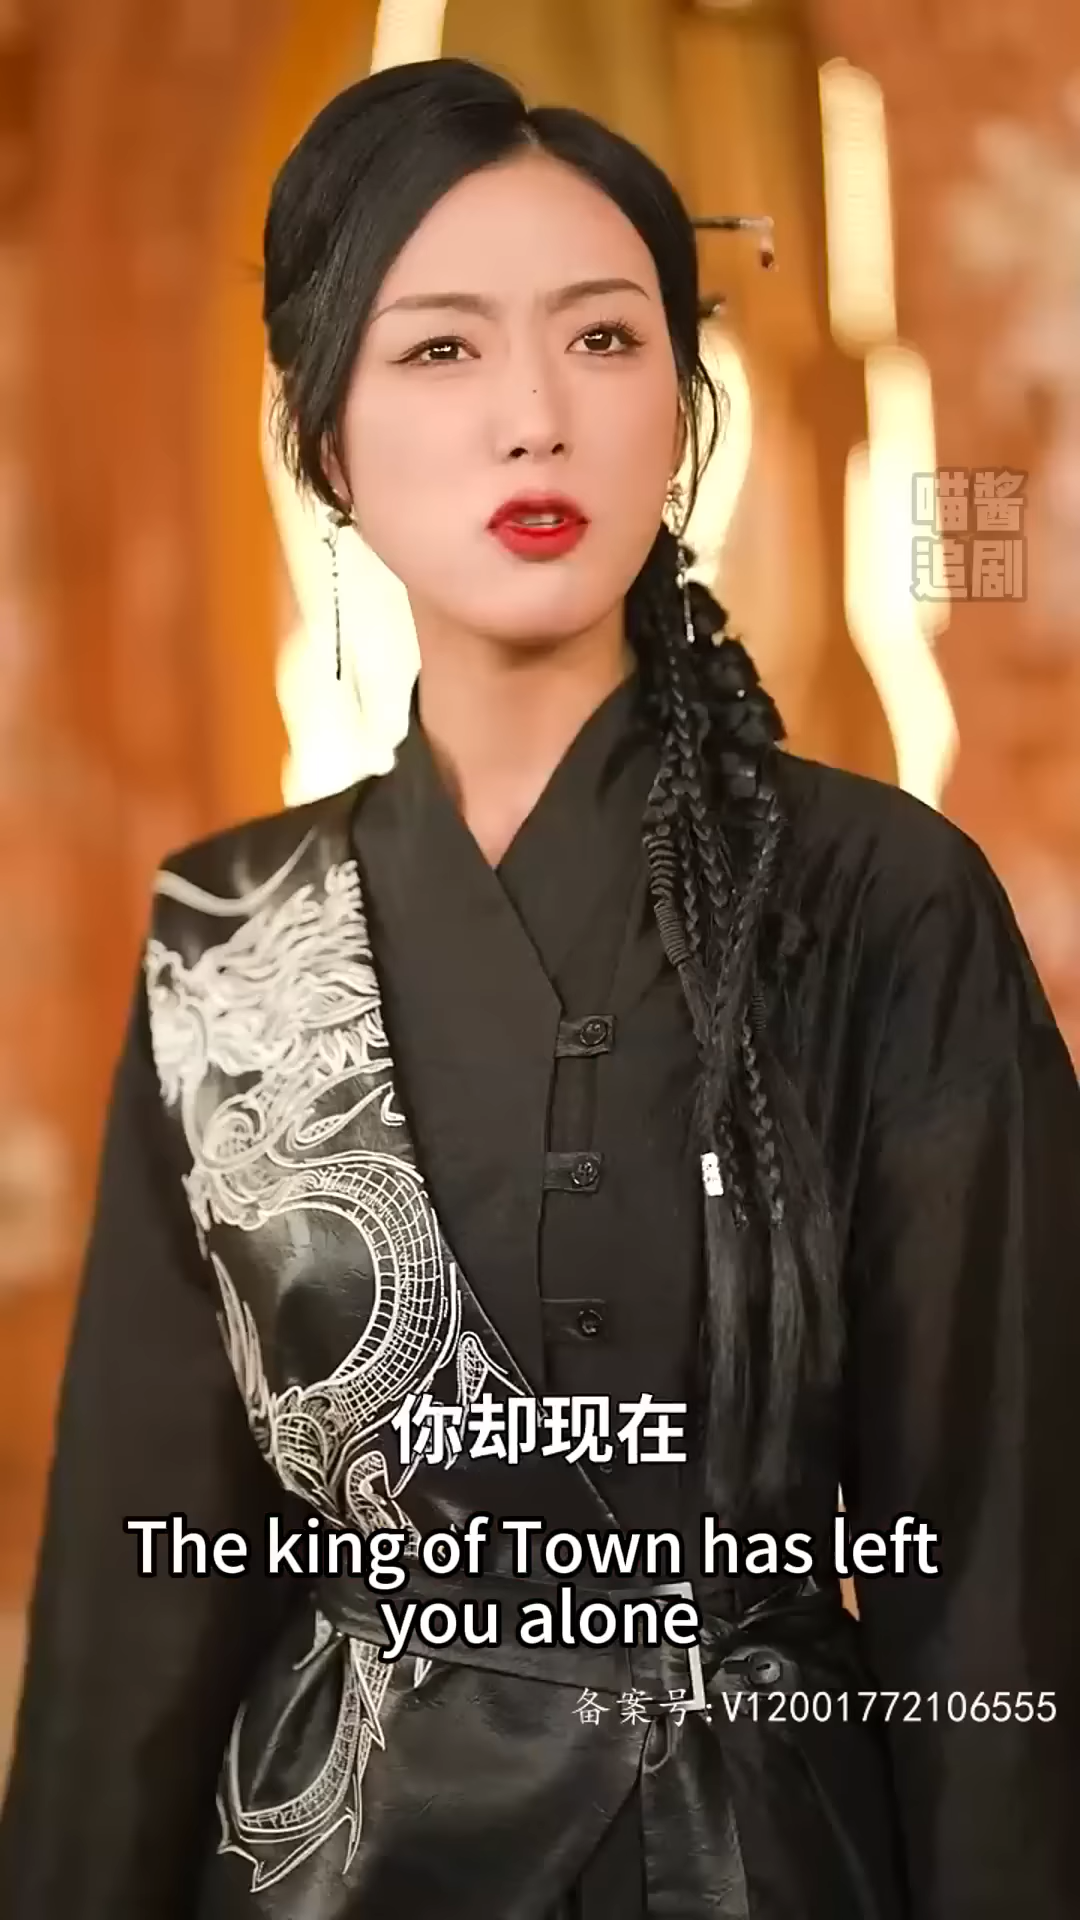 喵酱
追剧
你却现在
The king of Town has left
you alone
备案号:V12001772106555